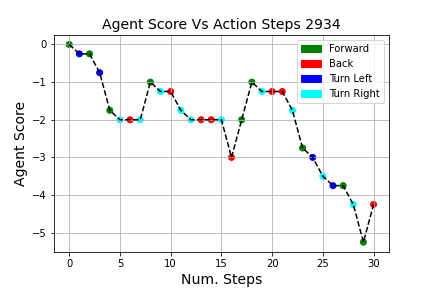 Agent Score Vs Action Steps 2934
Forward
Back
Turn Left
Turn Right
Agent Score
0
−1
−2
−3
−4
−5
0 5 10 15 20 25 30
Num. Steps